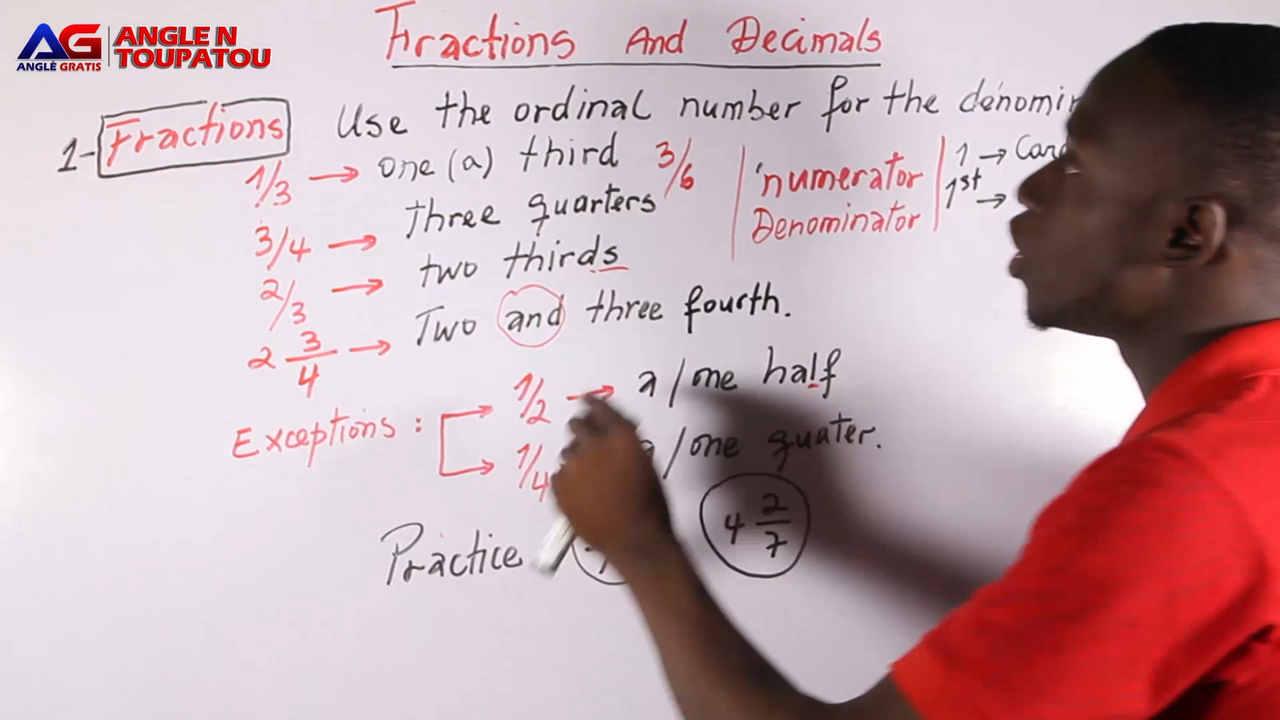 AG ANGLE N
ANGLÈ GRATIS TOUPATOU
Fractions And Decimals
1- Fractions Use the ordinal number for the
1/3 → one (a) third 3/6 numerator 1 →
3/4 → three quarters Denominator 1st →
2/3 → two thirds
2 3/4 → Two and three fourth.
Exceptions: 1/2 → a/one half
1/4 /one quater.
Practice 4 2/7